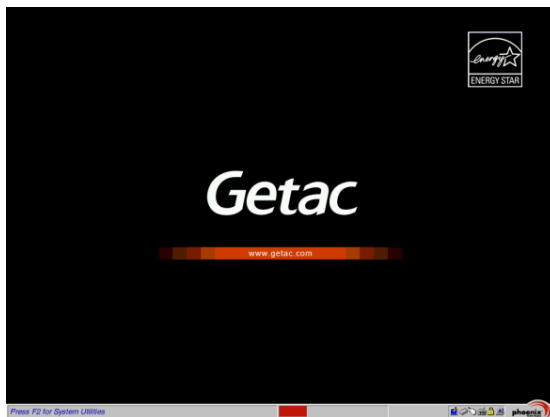 energy
ENERGY STAR
Getac
www.getac.com
Press F2 for System Utilities
phoenix